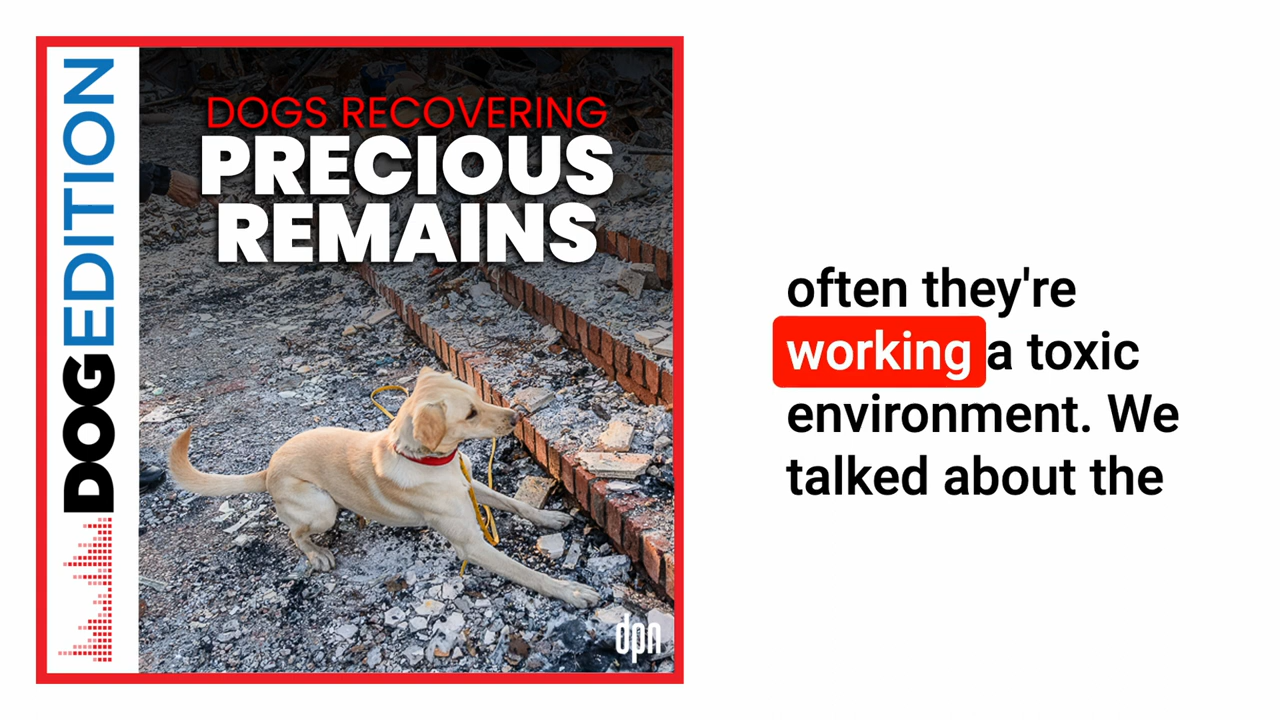 DOGEDITION
DOGS RECOVERING
PRECIOUS
REMAINS
dpn
often they're
working a toxic
environment. We
talked about the